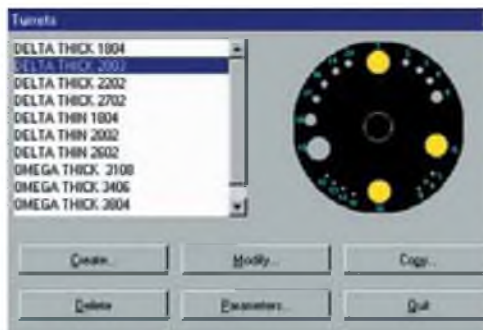 Turrets
DELTA THICK 1804
DELTA THICK 2002
DELTA THICK 2202
DELTA THICK 2702
DELTA THIN 1804
DELTA THIN 2002
DELTA THIN 2602
OMEGA THICK 3108
OMEGA THICK 3406
OMEGA THICK 3804
Create...
Modify...
Copy...
Delete
Parameters...
Quit